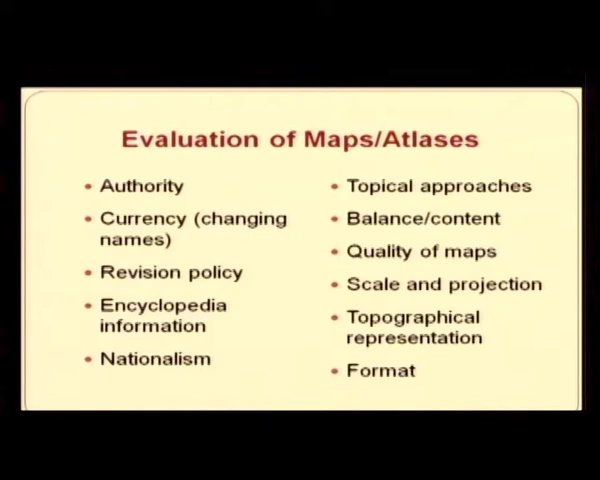 Evaluation of Maps/Atlases
• Authority
• Currency (changing
names)
• Revision policy
• Encyclopedia
information
• Nationalism
• Topical approaches
• Balance/content
• Quality of maps
• Scale and projection
• Topographical
representation
• Format